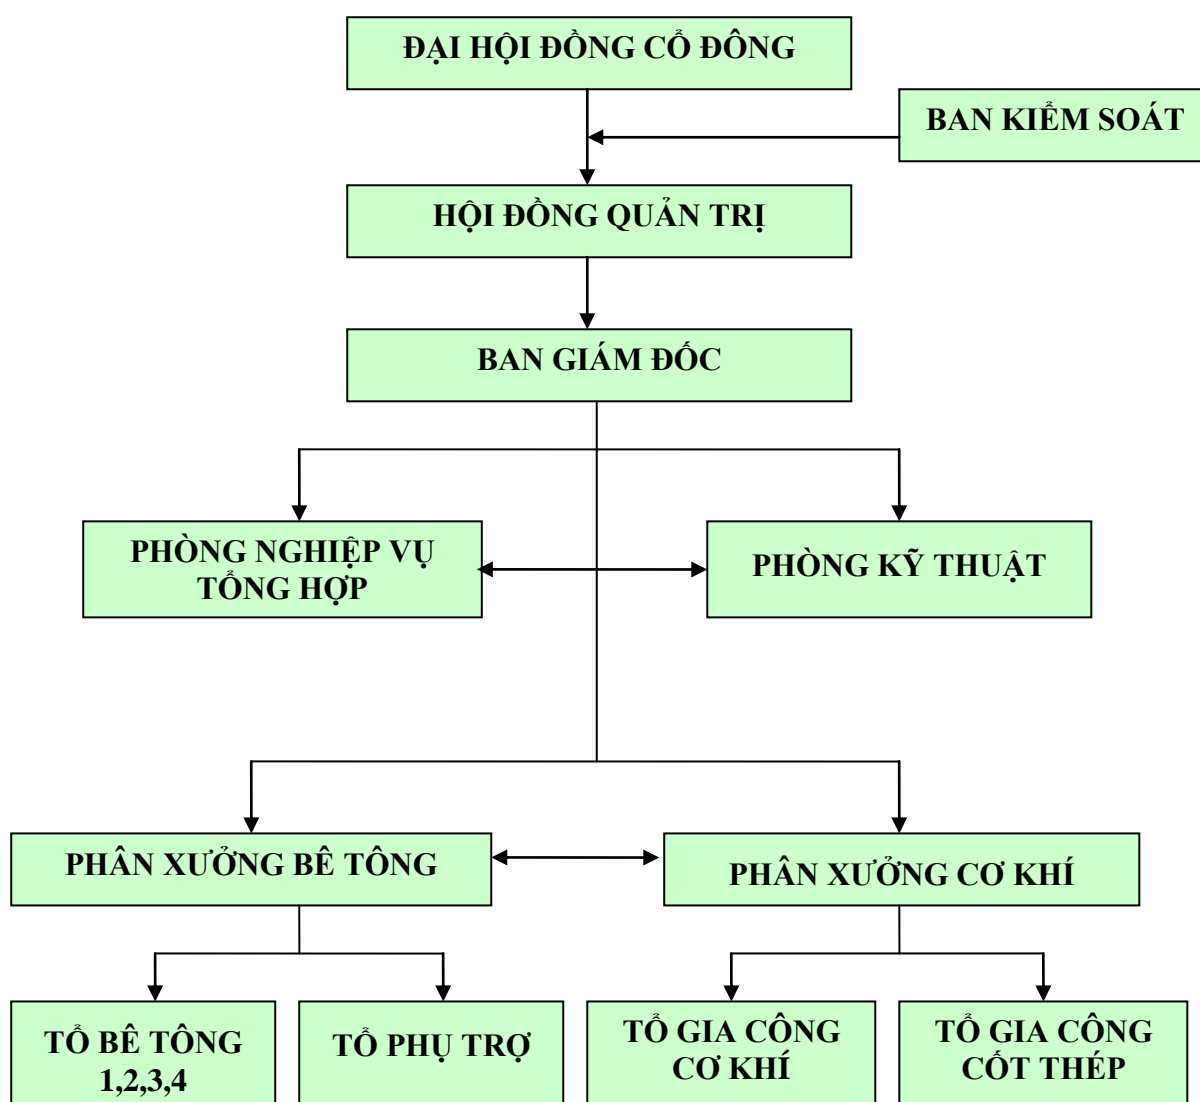 ĐẠI HỘI ĐỒNG CỔ ĐÔNG
BAN KIỂM SOÁT
HỘI ĐỒNG QUẢN TRỊ
BAN GIÁM ĐỐC
PHÒNG NGHIỆP VỤ
TỔNG HỢP
PHÒNG KỸ THUẬT
PHÂN XƯỞNG BÊ TÔNG
PHÂN XƯỞNG CƠ KHÍ
TỔ BÊ TÔNG
1,2,3,4
TỔ PHỤ TRỢ
TỔ GIA CÔNG
CƠ KHÍ
TỔ GIA CÔNG
CỐT THÉP